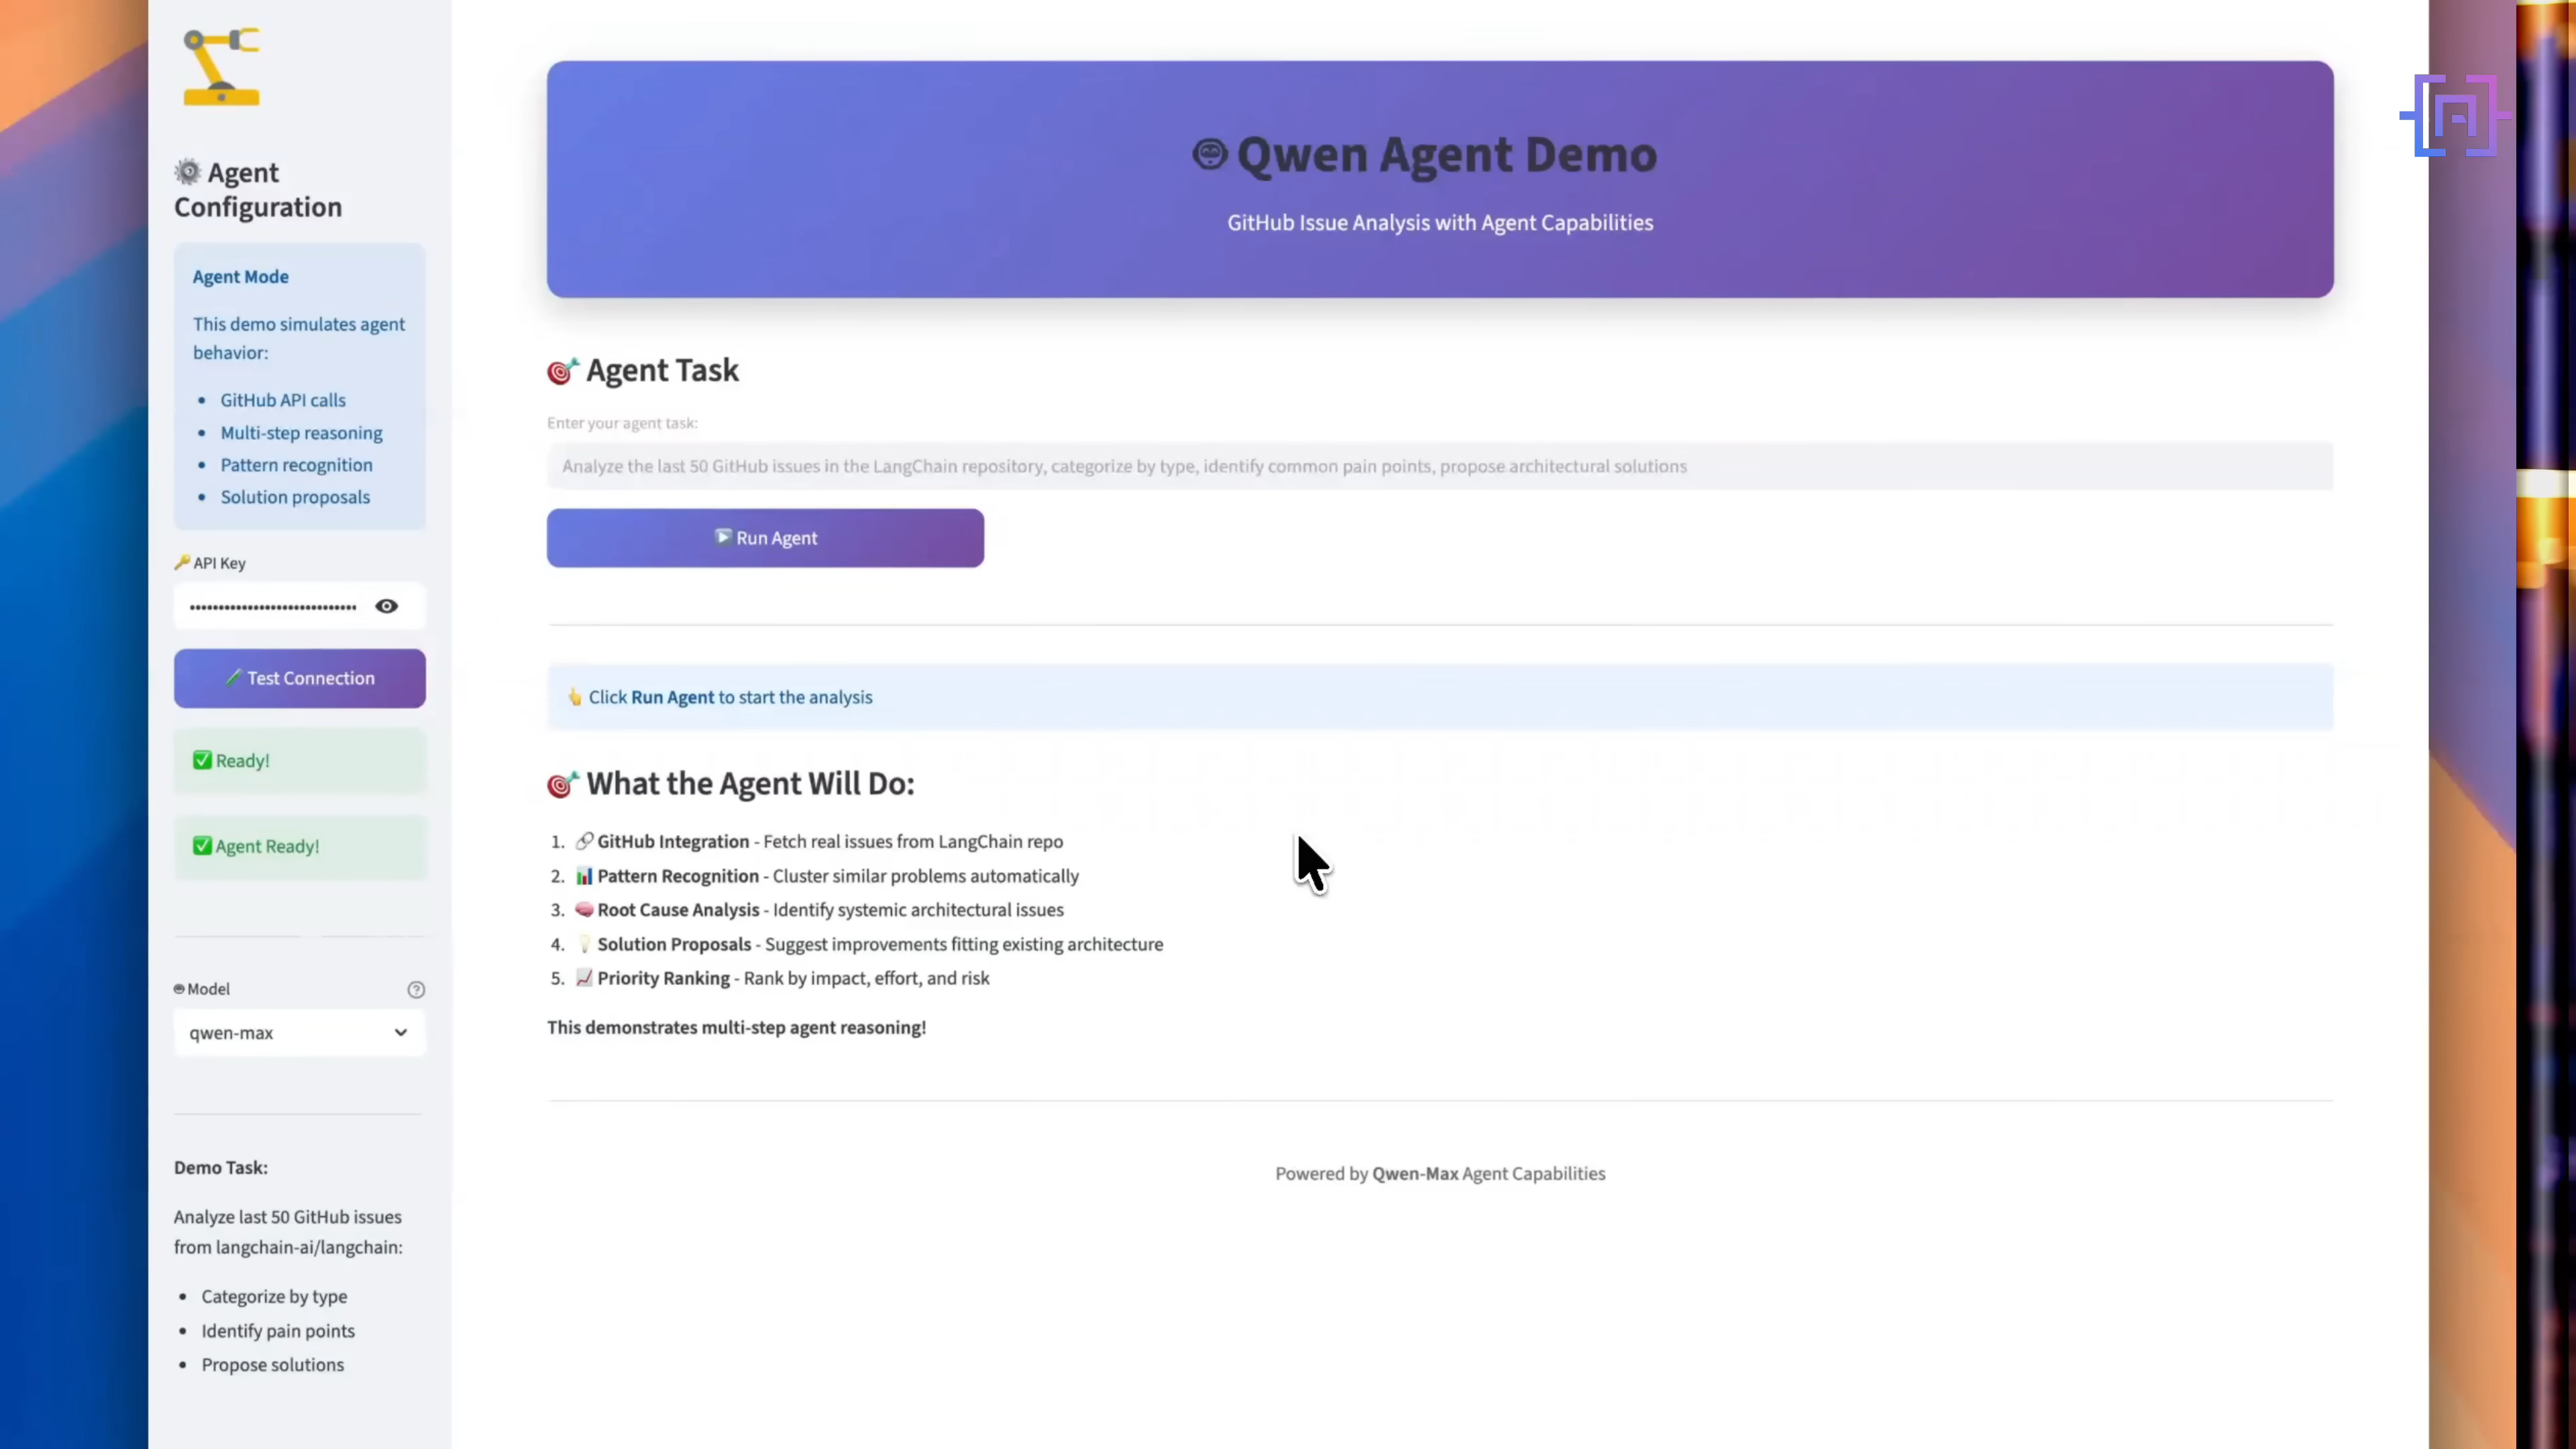 Agent
Configuration
Agent Mode
This demo simulates agent
behavior:
• GitHub API calls
• Multi-step reasoning
• Pattern recognition
• Solution proposals
API Key
Test Connection
Ready!
Agent Ready!
Model
qwen-max
Demo Task:
Analyze last 50 GitHub issues
from langchain-ai/langchain:
• Categorize by type
• Identify pain points
• Propose solutions
Qwen Agent Demo
GitHub Issue Analysis with Agent Capabilities
Agent Task
Enter your agent task:
Analyze the last 50 GitHub issues in the LangChain repository, categorize by type, identify common pain points, propose architectural solutions
Run Agent
Click Run Agent to start the analysis
What the Agent Will Do:
1. GitHub Integration - Fetch real issues from LangChain repo
2. Pattern Recognition - Cluster similar problems automatically
3. Root Cause Analysis - Identify systemic architectural issues
4. Solution Proposals - Suggest improvements fitting existing architecture
5. Priority Ranking - Rank by impact, effort, and risk
This demonstrates multi-step agent reasoning!
Powered by Qwen-Max Agent Capabilities